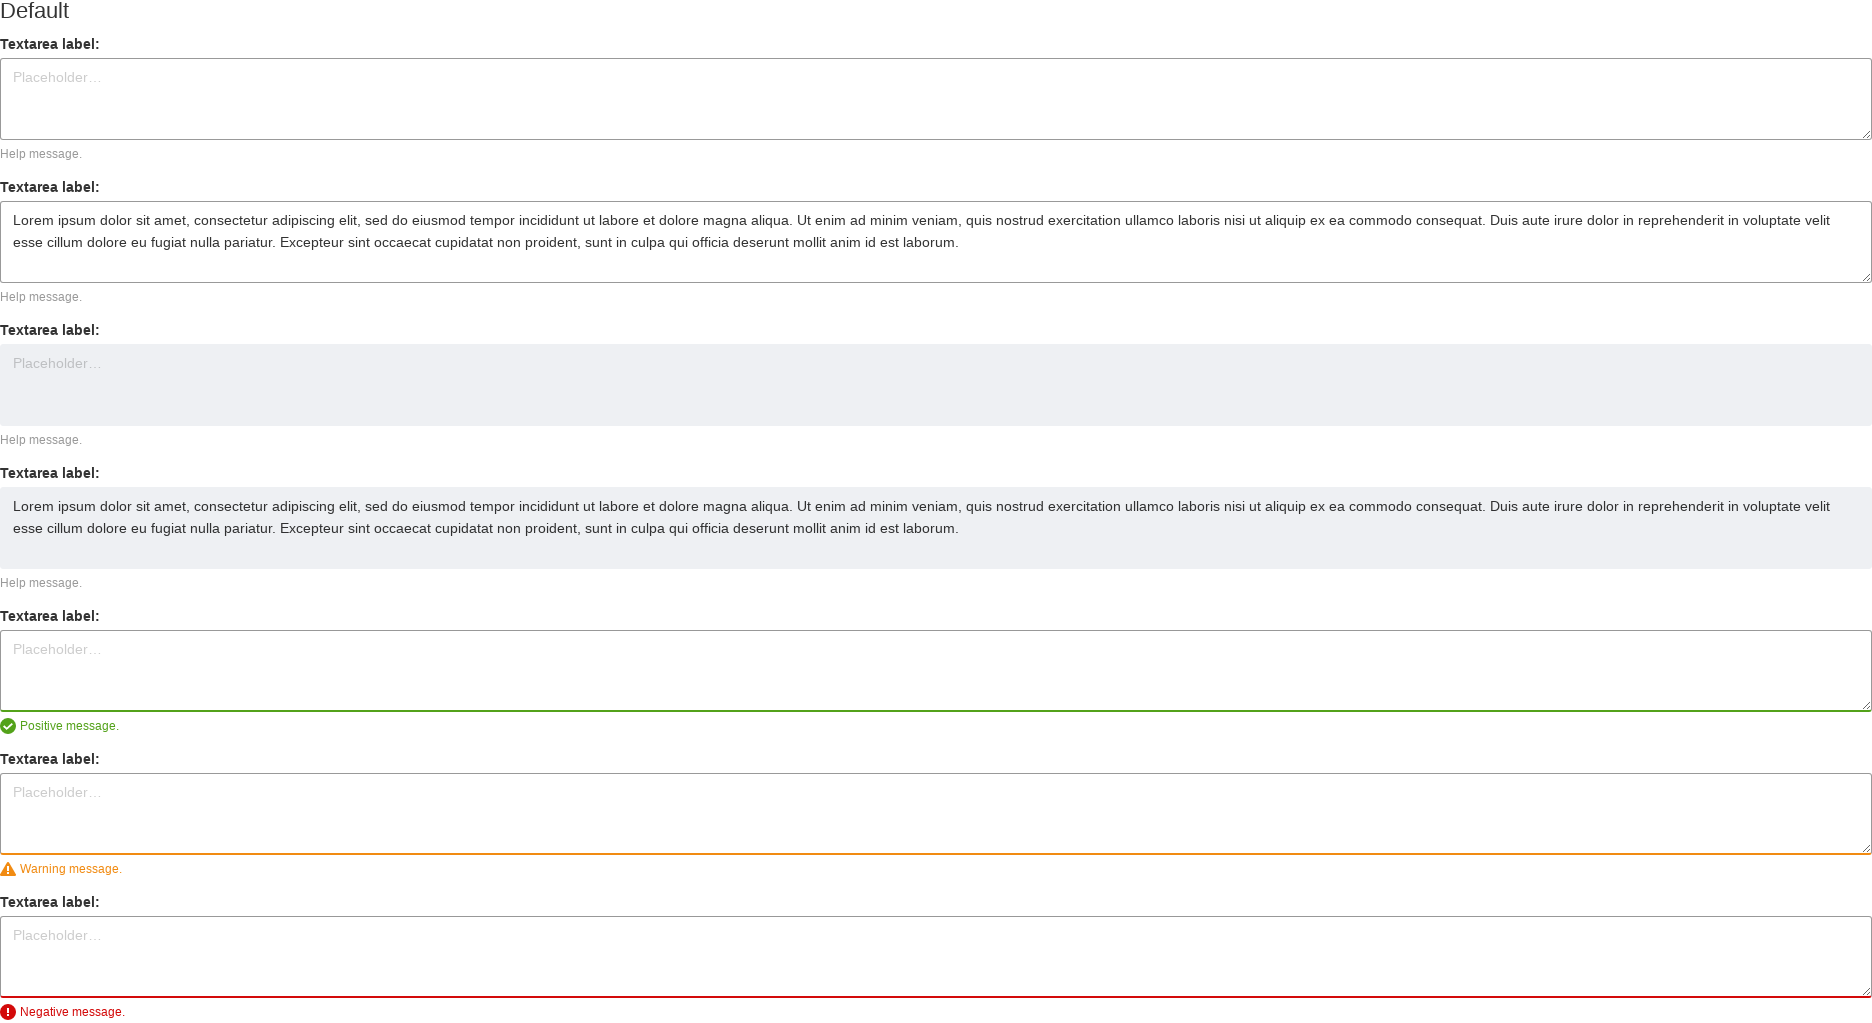 Default
Textarea label:
Placeholder…
Help message.
Textarea label:
Lorem ipsum dolor sit amet, consectetur adipiscing elit, sed do eiusmod tempor incididunt ut labore et dolore magna aliqua. Ut enim ad minim veniam, quis nostrud exercitation ullamco laboris nisi ut aliquip ex ea commodo consequat. Duis aute irure dolor in reprehenderit in voluptate velit
esse cillum dolore eu fugiat nulla pariatur. Excepteur sint occaecat cupidatat non proident, sunt in culpa qui officia deserunt mollit anim id est laborum.
Help message.
Textarea label:
Placeholder…
Help message.
Textarea label:
Lorem ipsum dolor sit amet, consectetur adipiscing elit, sed do eiusmod tempor incididunt ut labore et dolore magna aliqua. Ut enim ad minim veniam, quis nostrud exercitation ullamco laboris nisi ut aliquip ex ea commodo consequat. Duis aute irure dolor in reprehenderit in voluptate velit
esse cillum dolore eu fugiat nulla pariatur. Excepteur sint occaecat cupidatat non proident, sunt in culpa qui officia deserunt mollit anim id est laborum.
Help message.
Textarea label:
Placeholder…
Positive message.
Textarea label:
Placeholder…
Warning message.
Textarea label:
Placeholder…
Negative message.